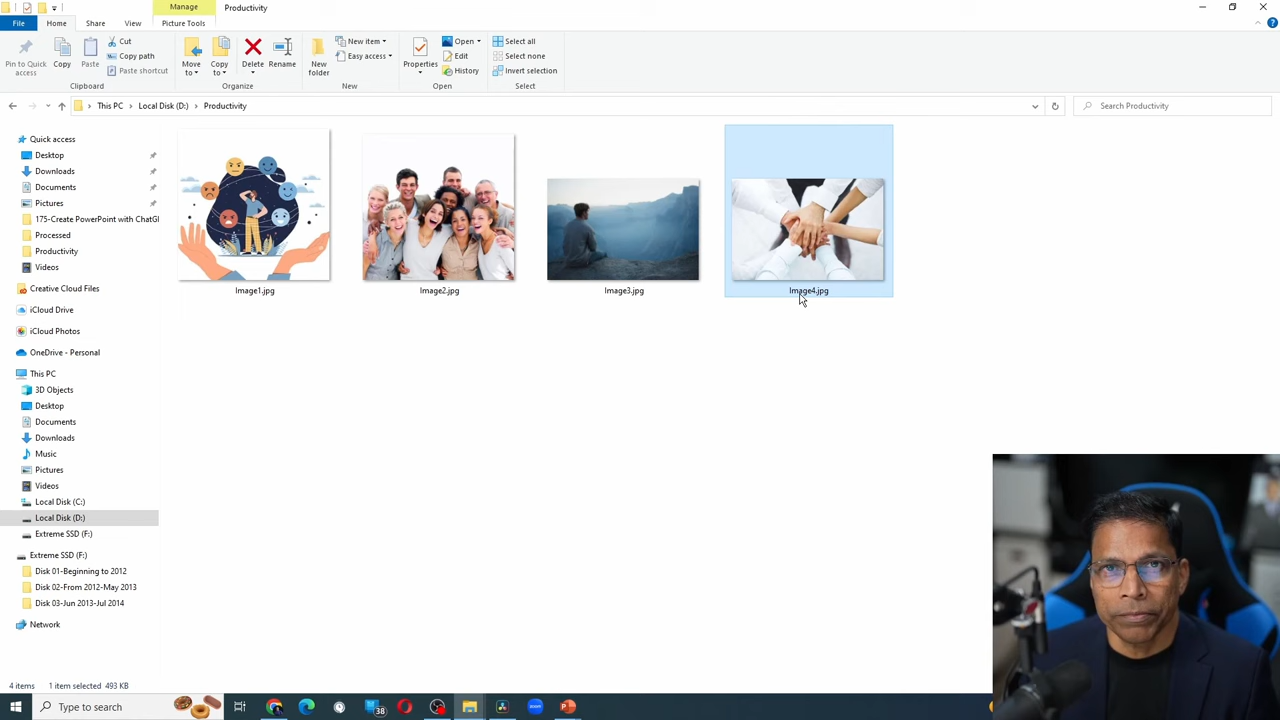 Manage
Productivity
File
Home
Share
View
Picture Tools
Pin to Quick
access
Copy
Paste
Cut
Copy path
Paste shortcut
Clipboard
Move
to
Copy
to
Delete
Rename
Organize
New
folder
New item
Easy access
New
Properties
Open
Edit
History
Open
Select all
Select none
Invert selection
Select
This PC > Local Disk (D:) > Productivity
Search Productivity
Quick access
Desktop
Downloads
Documents
Pictures
175-Create PowerPoint with ChatG
Processed
Productivity
Videos
Creative Cloud Files
iCloud Drive
iCloud Photos
OneDrive - Personal
This PC
3D Objects
Desktop
Documents
Downloads
Music
Pictures
Videos
Local Disk (C:)
Local Disk (D:)
Extreme SSD (F:)
Extreme SSD (F:)
Disk 01-Beginning to 2012
Disk 02-From 2012-May 2013
Disk 03-Jun 2013-Jul 2014
Network
Image1.jpg
Image2.jpg
Image3.jpg
Image4.jpg
4 items
1 item selected 493 KB
Type to search
38
zoom